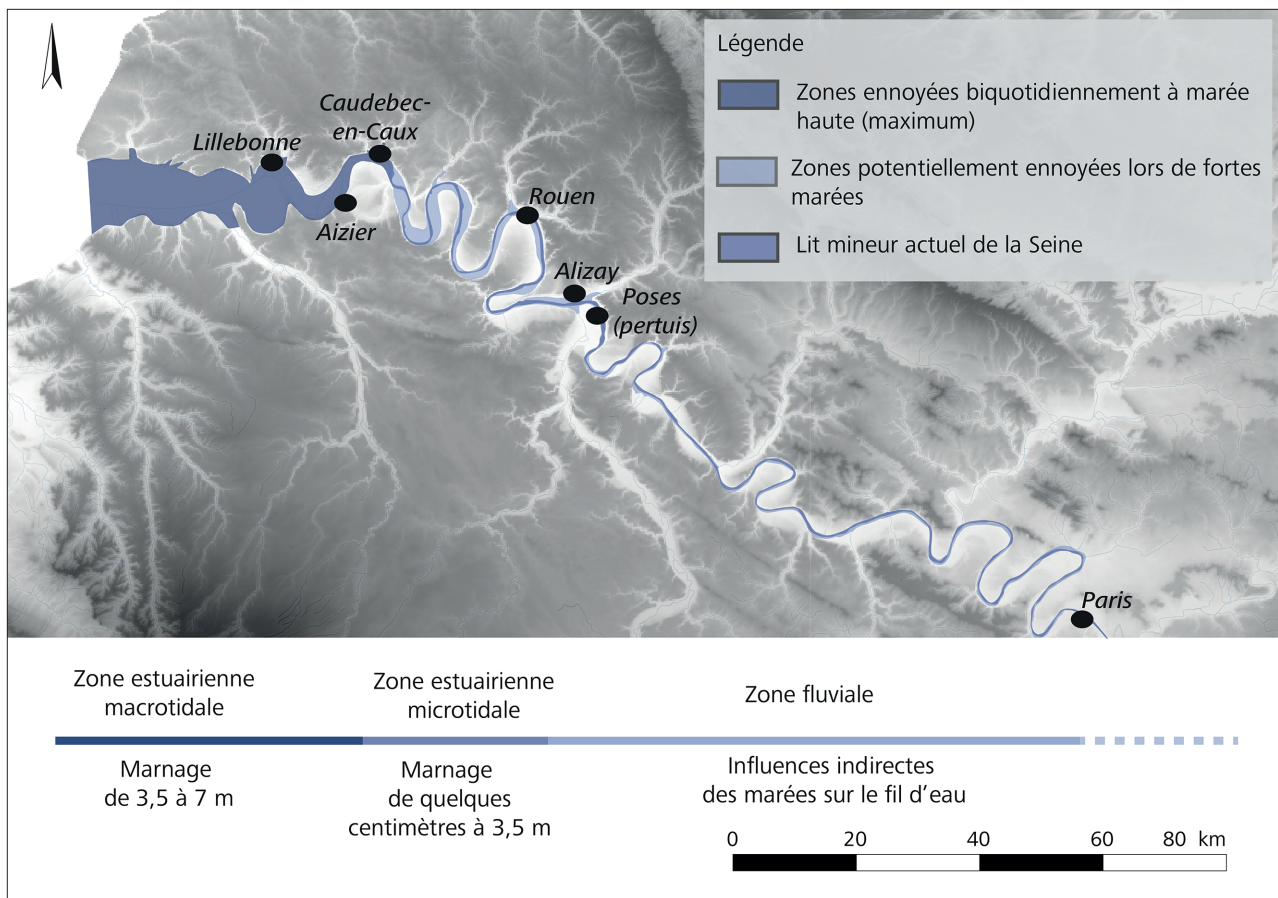 Légende
Zones ennoyées biquotidiennement à marée
haute (maximum)
Zones potentiellement ennoyées lors de fortes
marées
Lit mineur actuel de la Seine
Caudebec-
en-Caux
Lillebonne
Aizier
Rouen
Alizay
Poses
(pertuis)
Paris
Zone estuairienne
macrotidale
Zone estuairienne
microtidale
Zone fluviale
Marnage
de 3,5 à 7 m
Marnage
de quelques
centimètres à 3,5 m
Influences indirectes
des marées sur le fil d’eau
0 20 40 60 80 km